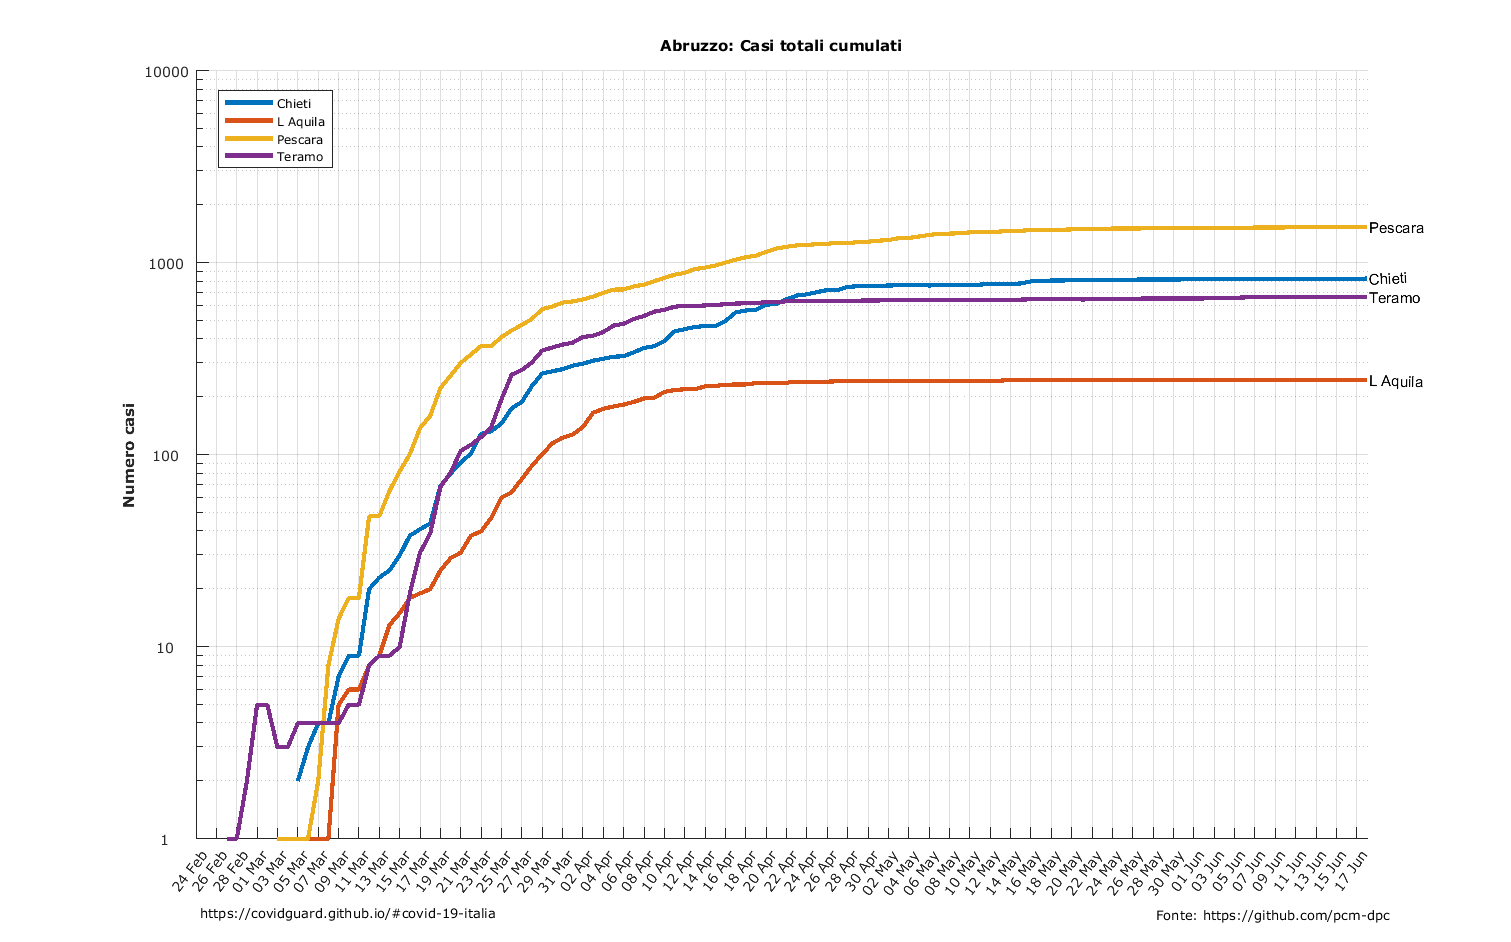 Abruzzo: Casi totali cumulati
10000
1000
100
10
1
Numero casi
Chieti
L Aquila
Pescara
Teramo
Pescara
Chieti
Teramo
L Aquila
24 Feb
26 Feb
28 Feb
01 Mar
03 Mar
05 Mar
07 Mar
09 Mar
11 Mar
13 Mar
15 Mar
17 Mar
19 Mar
21 Mar
23 Mar
25 Mar
27 Mar
29 Mar
31 Mar
02 Apr
04 Apr
06 Apr
08 Apr
10 Apr
12 Apr
14 Apr
16 Apr
18 Apr
20 Apr
22 Apr
24 Apr
26 Apr
28 Apr
30 Apr
02 May
04 May
06 May
08 May
10 May
12 May
14 May
16 May
18 May
20 May
22 May
24 May
26 May
28 May
30 May
01 Jun
03 Jun
05 Jun
07 Jun
09 Jun
11 Jun
13 Jun
15 Jun
17 Jun
https://covidguard.github.io/#covid-19-italia
Fonte: https://github.com/pcm-dpc